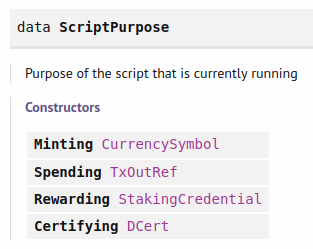 data ScriptPurpose
Purpose of the script that is currently running
Constructors
Minting CurrencySymbol
Spending TxOutRef
Rewarding StakingCredential
Certifying DCert